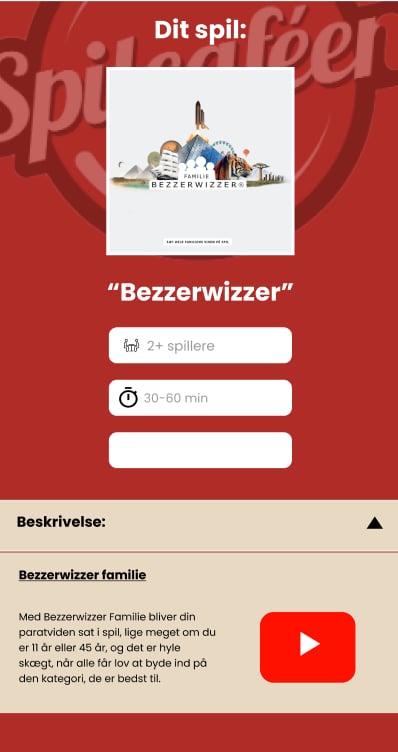 Spilcaféen
Dit spil:
FAMILIE
BEZZERWIZZER®
SÆT HELE FAMILIENS VIDEN PÅ SPIL
“Bezzerwizzer”
2+ spillere
30-60 min
Beskrivelse:
Bezzerwizzer familie
Med Bezzerwizzer Familie bliver din
paratviden sat i spil, lige meget om du
er 11 år eller 45 år, og det er hyle
skægt, når alle får lov at byde ind på
den kategori, de er bedst til.